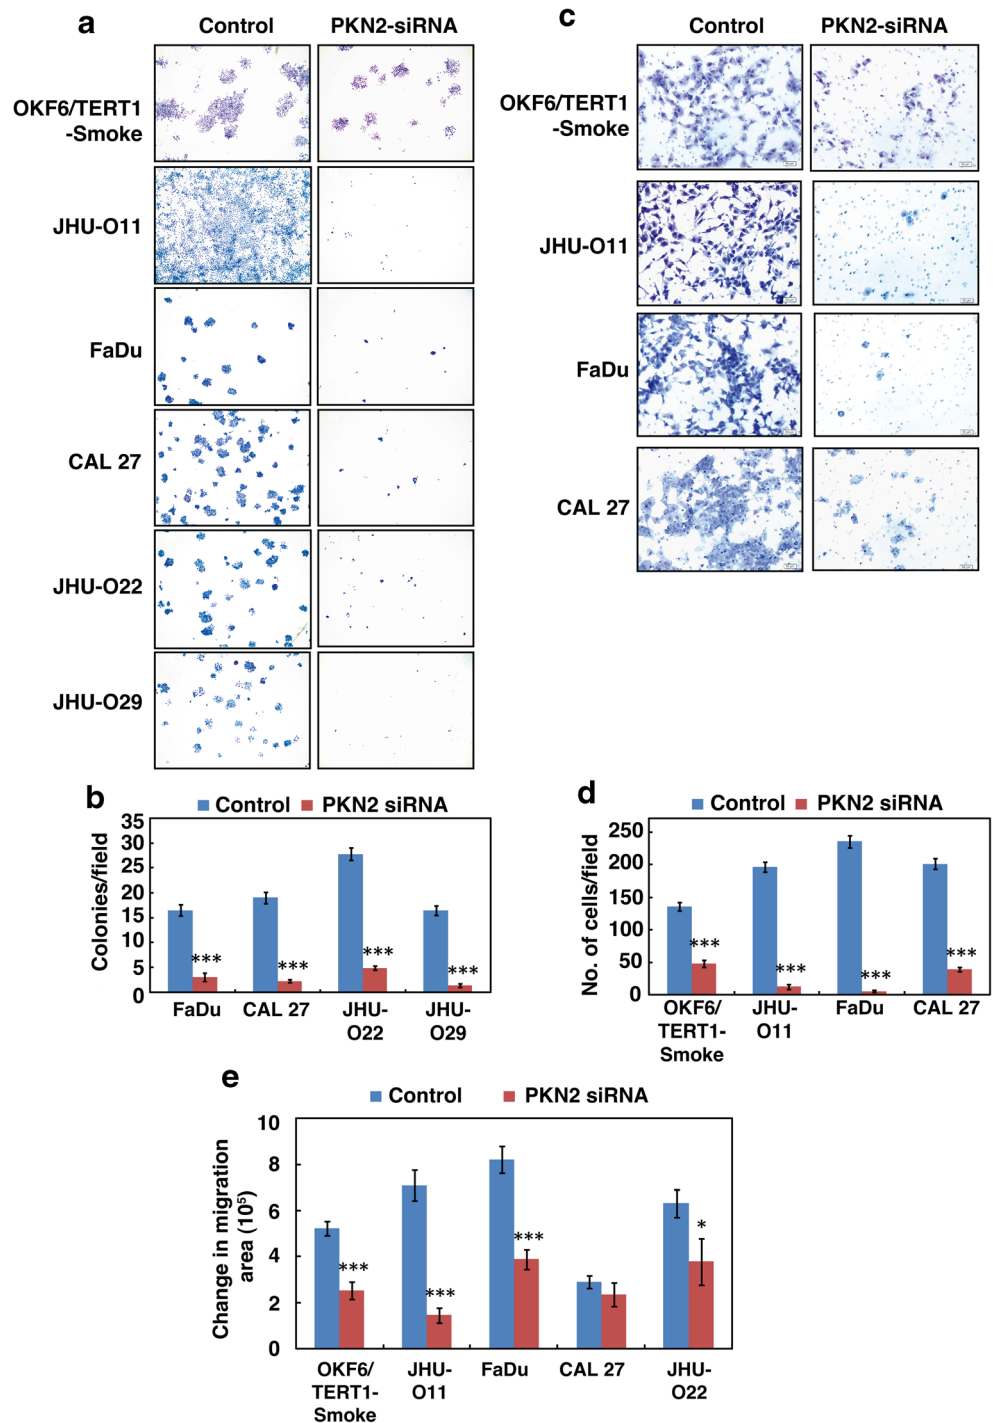 a
Control PKN2-siRNA
OKF6/TERT1
-Smoke
JHU-O11
FaDu
CAL 27
JHU-O22
JHU-O29
c
Control PKN2-siRNA
OKF6/TERT1
-Smoke
JHU-O11
FaDu
CAL 27
b
Control PKN2 siRNA
Colonies/field
35
30
25
20
15
10
5
0
***
***
***
***
FaDu CAL 27 JHU- JHU-
O22 O29
d
Control PKN2 siRNA
No. of cells/field
250
200
150
100
50
0
***
***
***
***
OKF6/ JHU- FaDu CAL 27
TERT1- O11
Smoke
e
Control PKN2 siRNA
Change in migration
area (10⁵)
10
8
6
4
2
0
***
***
***
*
OKF6/ JHU- FaDu CAL 27 JHU-
TERT1- O11 O22
Smoke